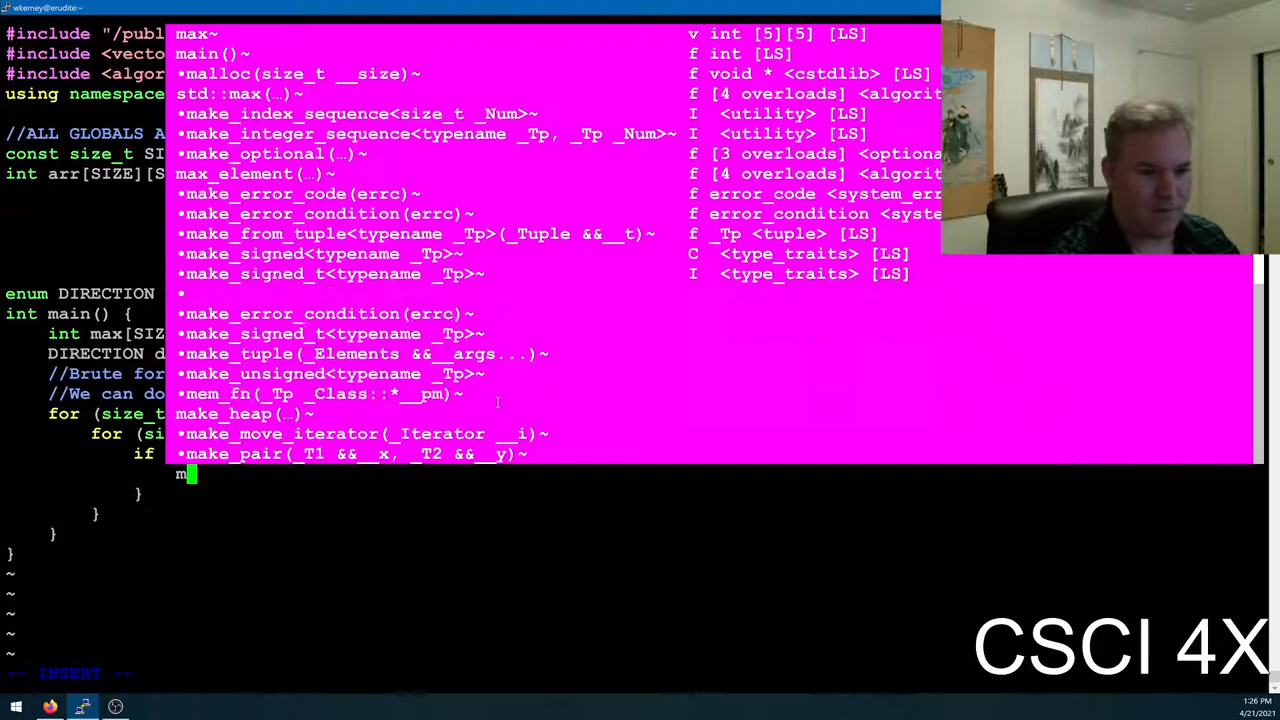 wkerney@erudite:~
#include "/publ
#include <vecto
#include <algor
using namespace
//ALL GLOBALS A
const size_t SI
int arr[SIZE][S
enum DIRECTION
int main() {
int max[SIZ
DIRECTION d
//Brute for
//We can do
for (size_t
for (si
if
m
}
}
}
}
~
~
~
~
~
-- INSERT --
max~ v int [5][5] [LS]
main()~ f int [LS]
•malloc(size_t __size)~ f void * <cstdlib> [LS]
std::max(…)~ f [4 overloads] <algorit
•make_index_sequence<size_t _Num>~ I <utility> [LS]
•make_integer_sequence<typename _Tp, _Tp _Num>~ I <utility> [LS]
•make_optional(…)~ f [3 overloads] <optiona
max_element(…)~ f [4 overloads] <algorit
•make_error_code(errc)~ f error_code <system_err
•make_error_condition(errc)~ f error_condition <syste
•make_from_tuple<typename _Tp>(_Tuple &&__t)~ f _Tp <tuple> [LS]
•make_signed<typename _Tp>~ C <type_traits> [LS]
•make_signed_t<typename _Tp>~ I <type_traits> [LS]
•
•make_error_condition(errc)~
•make_signed_t<typename _Tp>~
•make_tuple(_Elements &&__args...)~
•make_unsigned<typename _Tp>~
•mem_fn(_Tp _Class::*__pm)~
make_heap(…)~
•make_move_iterator(_Iterator __i)~
•make_pair(_T1 &&__x, _T2 &&__y)~
CSCI 4X
1:26 PM
4/21/2021